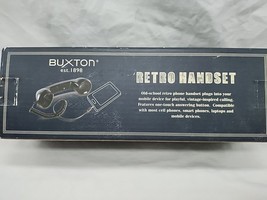 BUXTON®
est.1898
RETRO HANDSET
Old-school retro phone handset plugs into your
mobile device for playful, vintage-inspired calling.
Features one-touch answering button. Compatible
with most cell phones, smart phones, laptops and
mobile devices.